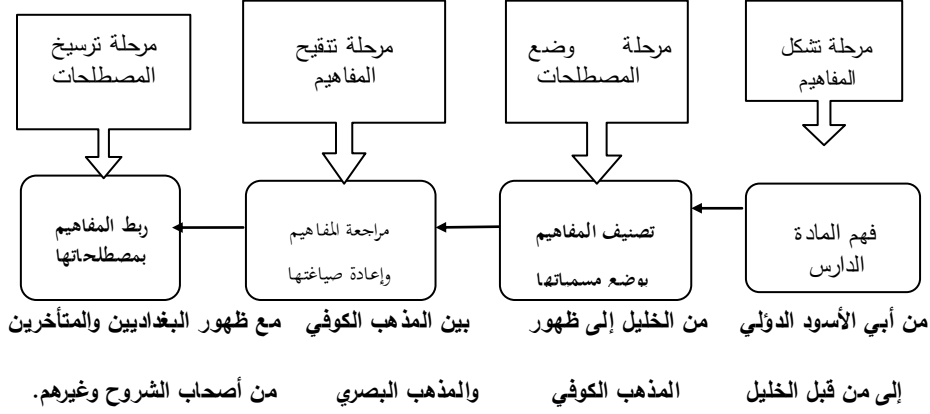 مرحلة تشكل
المفاهيم
مرحلة وضع
المصطلحات
مرحلة تنقيح
المفاهيم
مرحلة ترسيخ
المصطلحات
فهم المادة
الدارس
تصنيف المفاهيم
بوضع مسمياتها
مراجعة المفاهيم
وإعادة صياغتها
ربط المفاهيم
بمصطلحاتها
من أبي الأسود الدؤلي
إلى من قبل الخليل
من الخليل إلى ظهور
المذهب الكوفي
بين المذهب الكوفي
والمذهب البصري
مع ظهور البغداديين والمتأخرين
من أصحاب الشروح وغيرهم.